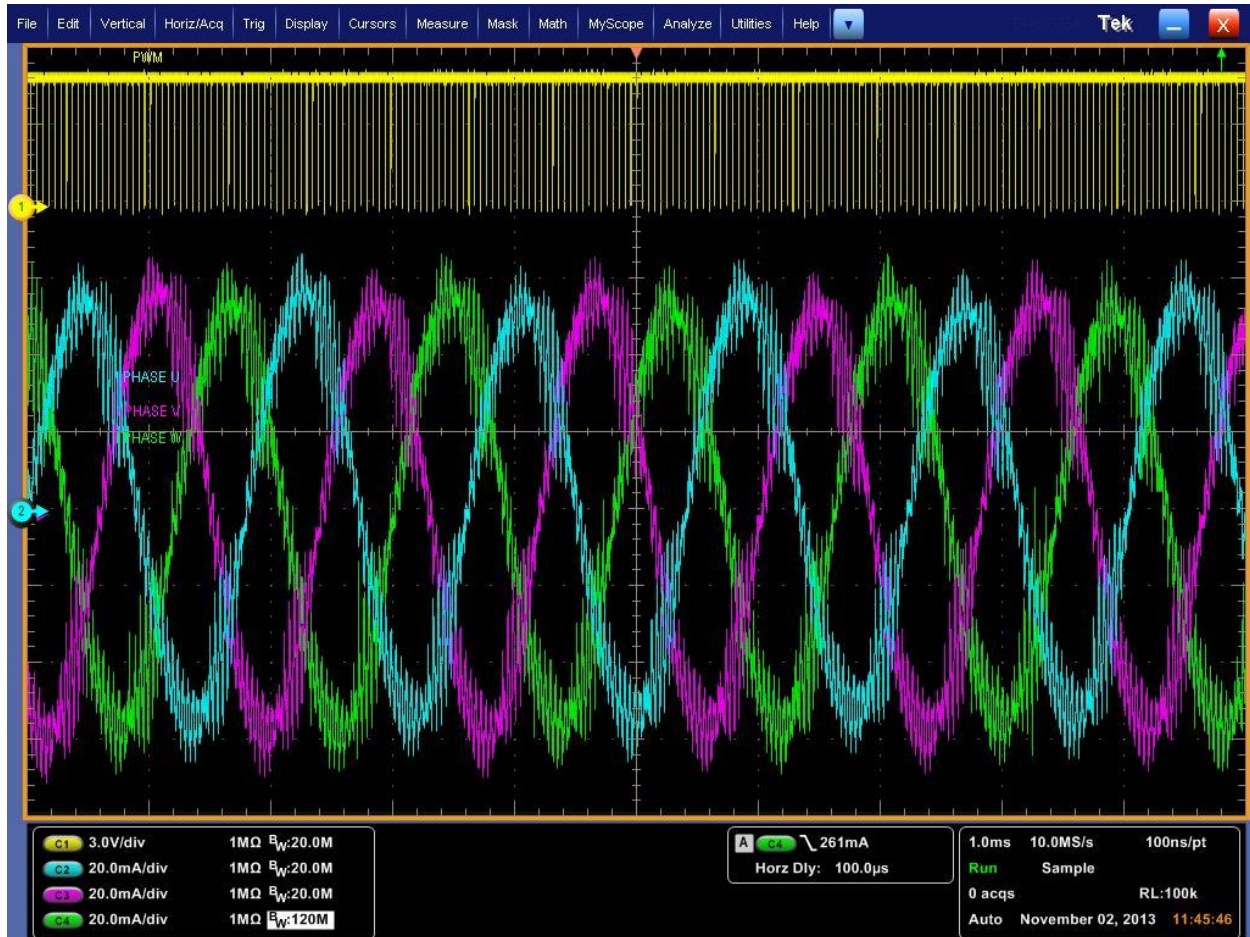 File Edit Vertical Horiz/Acq Trig Display Cursors Measure Mask Math MyScope Analyze Utilities Help Tek X
PWM
1
PHASE U
PHASE V
PHASE W
2
C1 3.0V/div 1MΩ BW:20.0M
C2 20.0mA/div 1MΩ BW:20.0M
C3 20.0mA/div 1MΩ BW:20.0M
C4 20.0mA/div 1MΩ BW:120M
A C4 261mA
Horz Dly: 100.0µs
1.0ms 10.0MS/s 100ns/pt
Run Sample
0 acqs RL:100k
Auto November 02, 2013 11:45:46